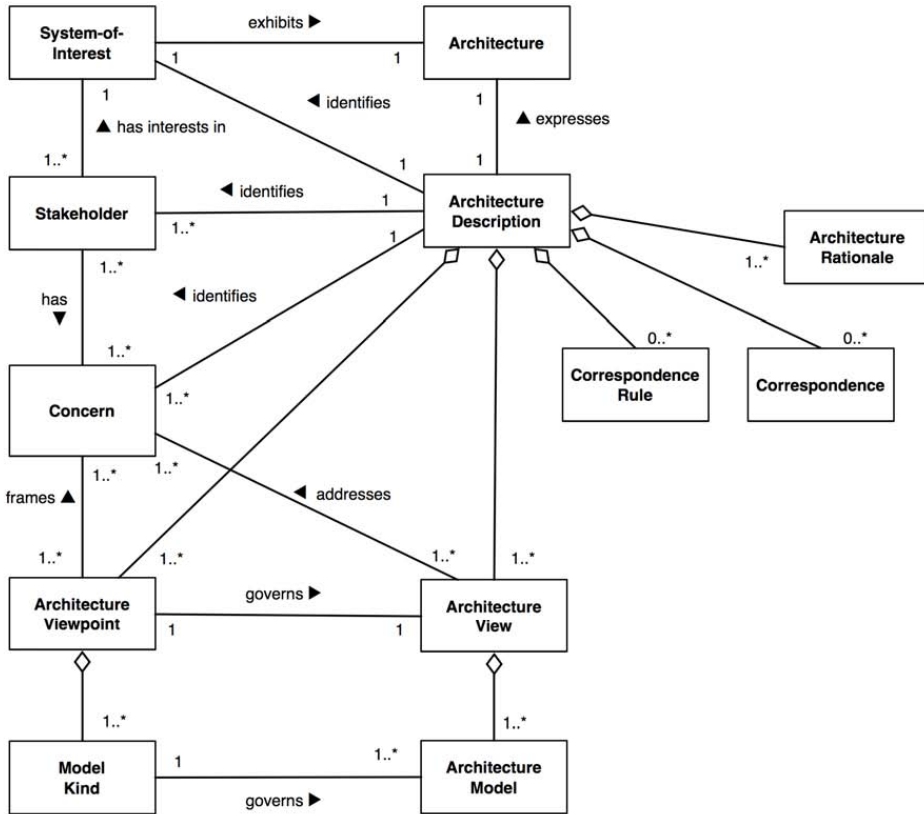 System-of-
Interest
exhibits ►
Architecture
1
1
1
◄ identifies
1
▲ has interests in
1
▲ expresses
1..*
1
1
Stakeholder
◄ identifies
1
1..*
Architecture
Description
1..*
1
Architecture
Rationale
1..*
has
▼
◄ identifies
1..*
1..*
0..*
0..*
Concern
Correspondence
Rule
Correspondence
1..*
1..*
frames ▲
◄ addresses
1..*
1..*
1..*
1..*
Architecture
Viewpoint
governs ►
1
1
Architecture
View
1..*
1..*
Model
Kind
1
1..*
governs ►
Architecture
Model